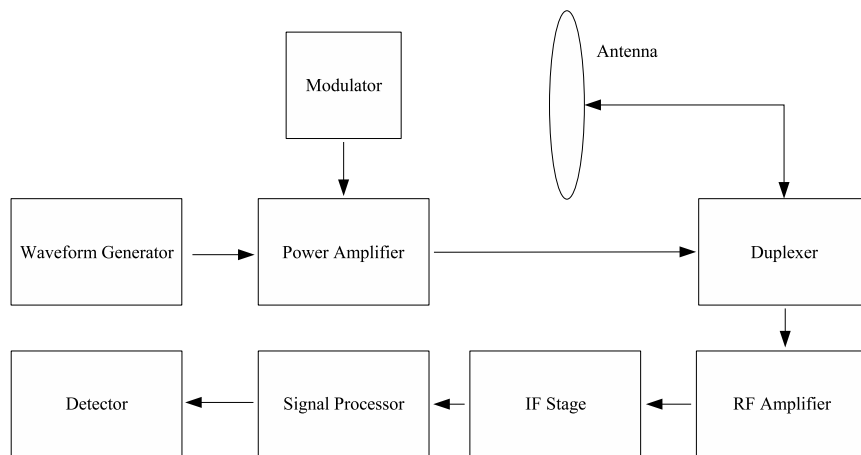 Antenna
Modulator
Waveform Generator
Power Amplifier
Duplexer
Detector
Signal Processor
IF Stage
RF Amplifier